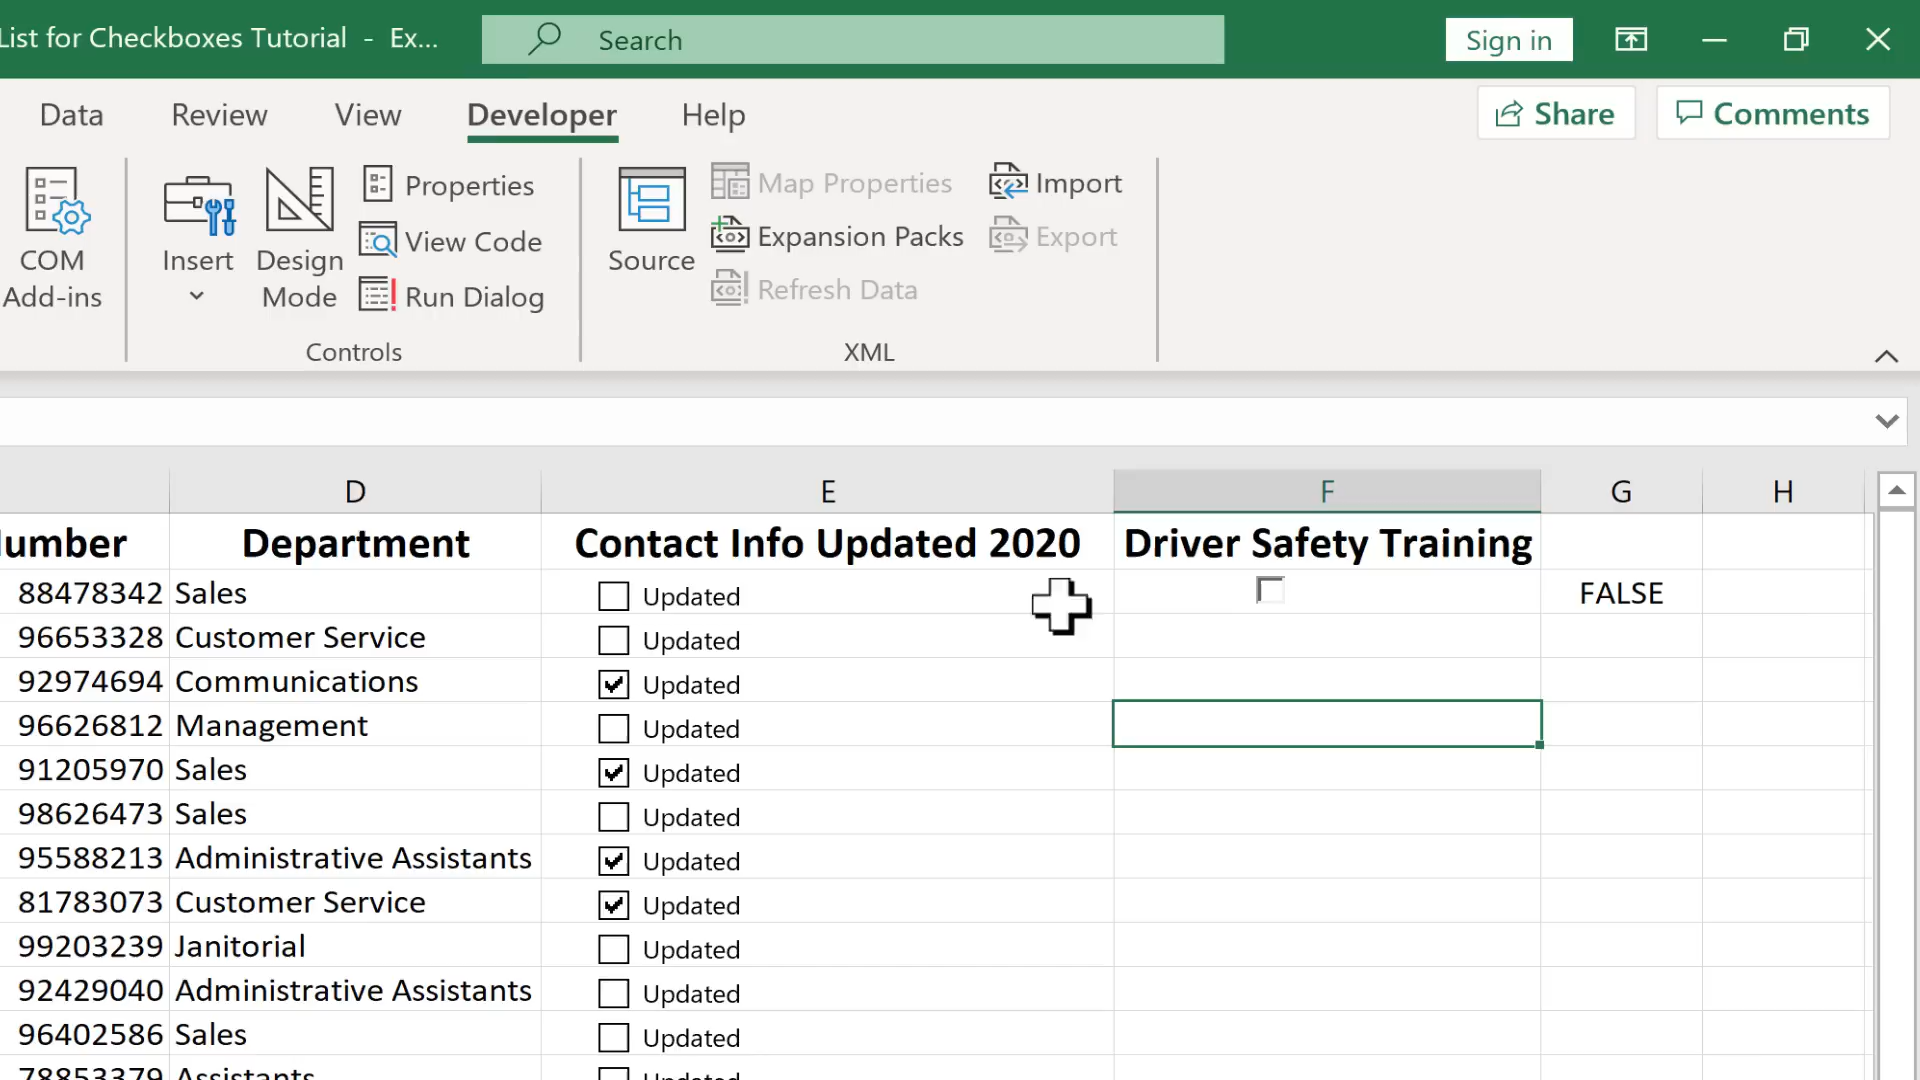 List for Checkboxes Tutorial - Ex...
Search
Sign in
Data Review View Developer Help
Share Comments
COM Add-ins
Insert
Design Mode
Properties
View Code
Run Dialog
Controls
Source
Map Properties
Expansion Packs
Refresh Data
Import
Export
XML
D E F G H
umber Department Contact Info Updated 2020 Driver Safety Training
88478342 Sales Updated FALSE
96653328 Customer Service Updated
92974694 Communications Updated
96626812 Management Updated
91205970 Sales Updated
98626473 Sales Updated
95588213 Administrative Assistants Updated
81783073 Customer Service Updated
99203239 Janitorial Updated
92429040 Administrative Assistants Updated
96402586 Sales Updated
78853379 Assistants Updated